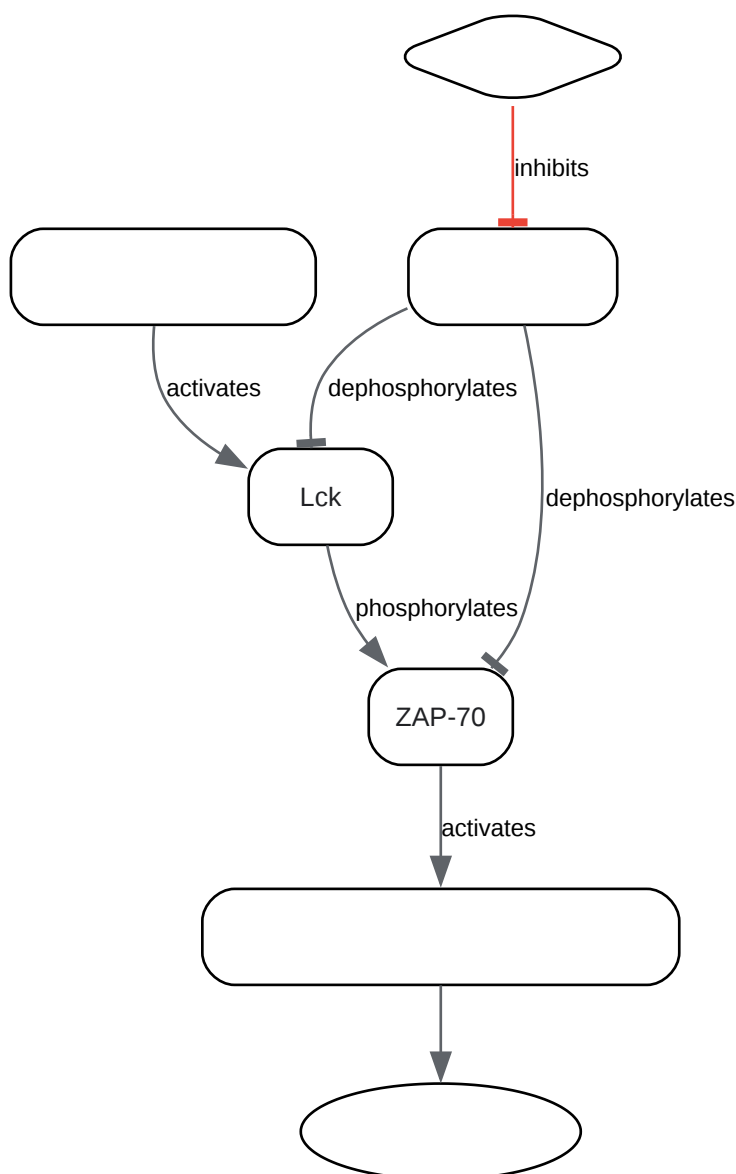 inhibits
activates
dephosphorylates
Lck
dephosphorylates
phosphorylates
ZAP-70
activates